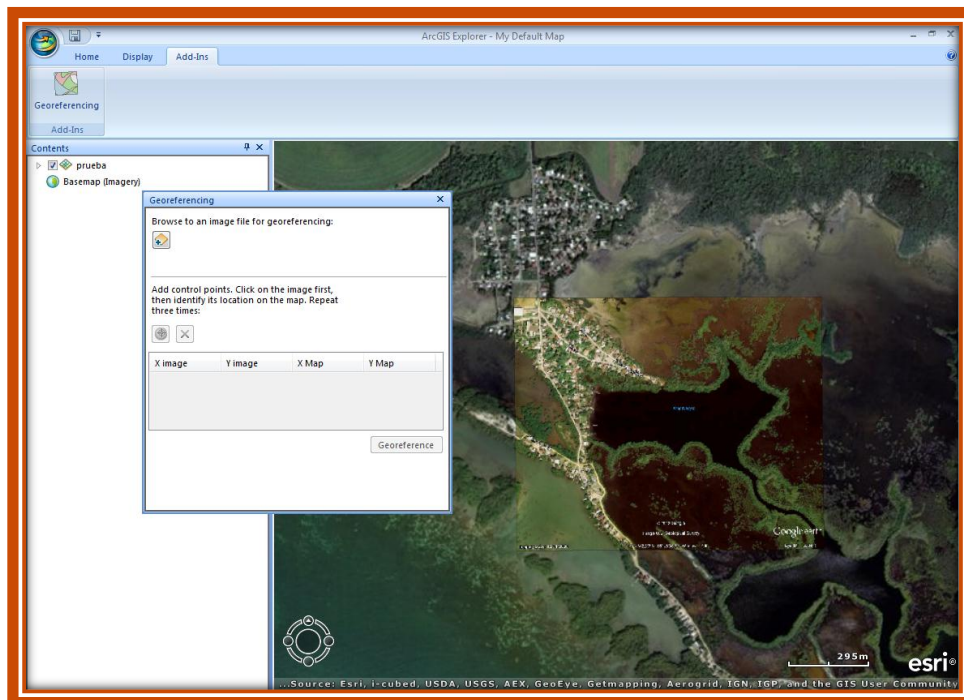 ArcGIS Explorer - My Default Map
Home Display Add-Ins
Georeferencing
Add-Ins
Contents
prueba
Basemap (Imagery)
Georeferencing
Browse to an image file for georeferencing:
Add control points. Click on the image first,
then identify its location on the map. Repeat
three times:
X image Y image X Map Y Map
Georeference
Google earth
295m
esri
...Source: Esri, i-cubed, USDA, USGS, AEX, GeoEye, Getmapping, Aerogrid, IGN, IGP, and the GIS User Community